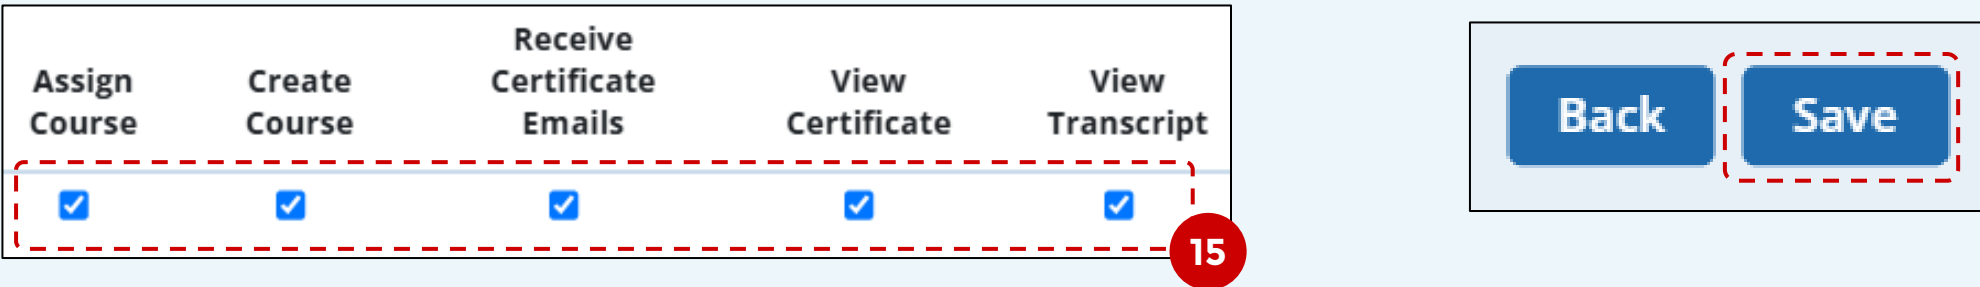 Assign Course
Create Course
Receive Certificate Emails
View Certificate
View Transcript
15
Back
Save